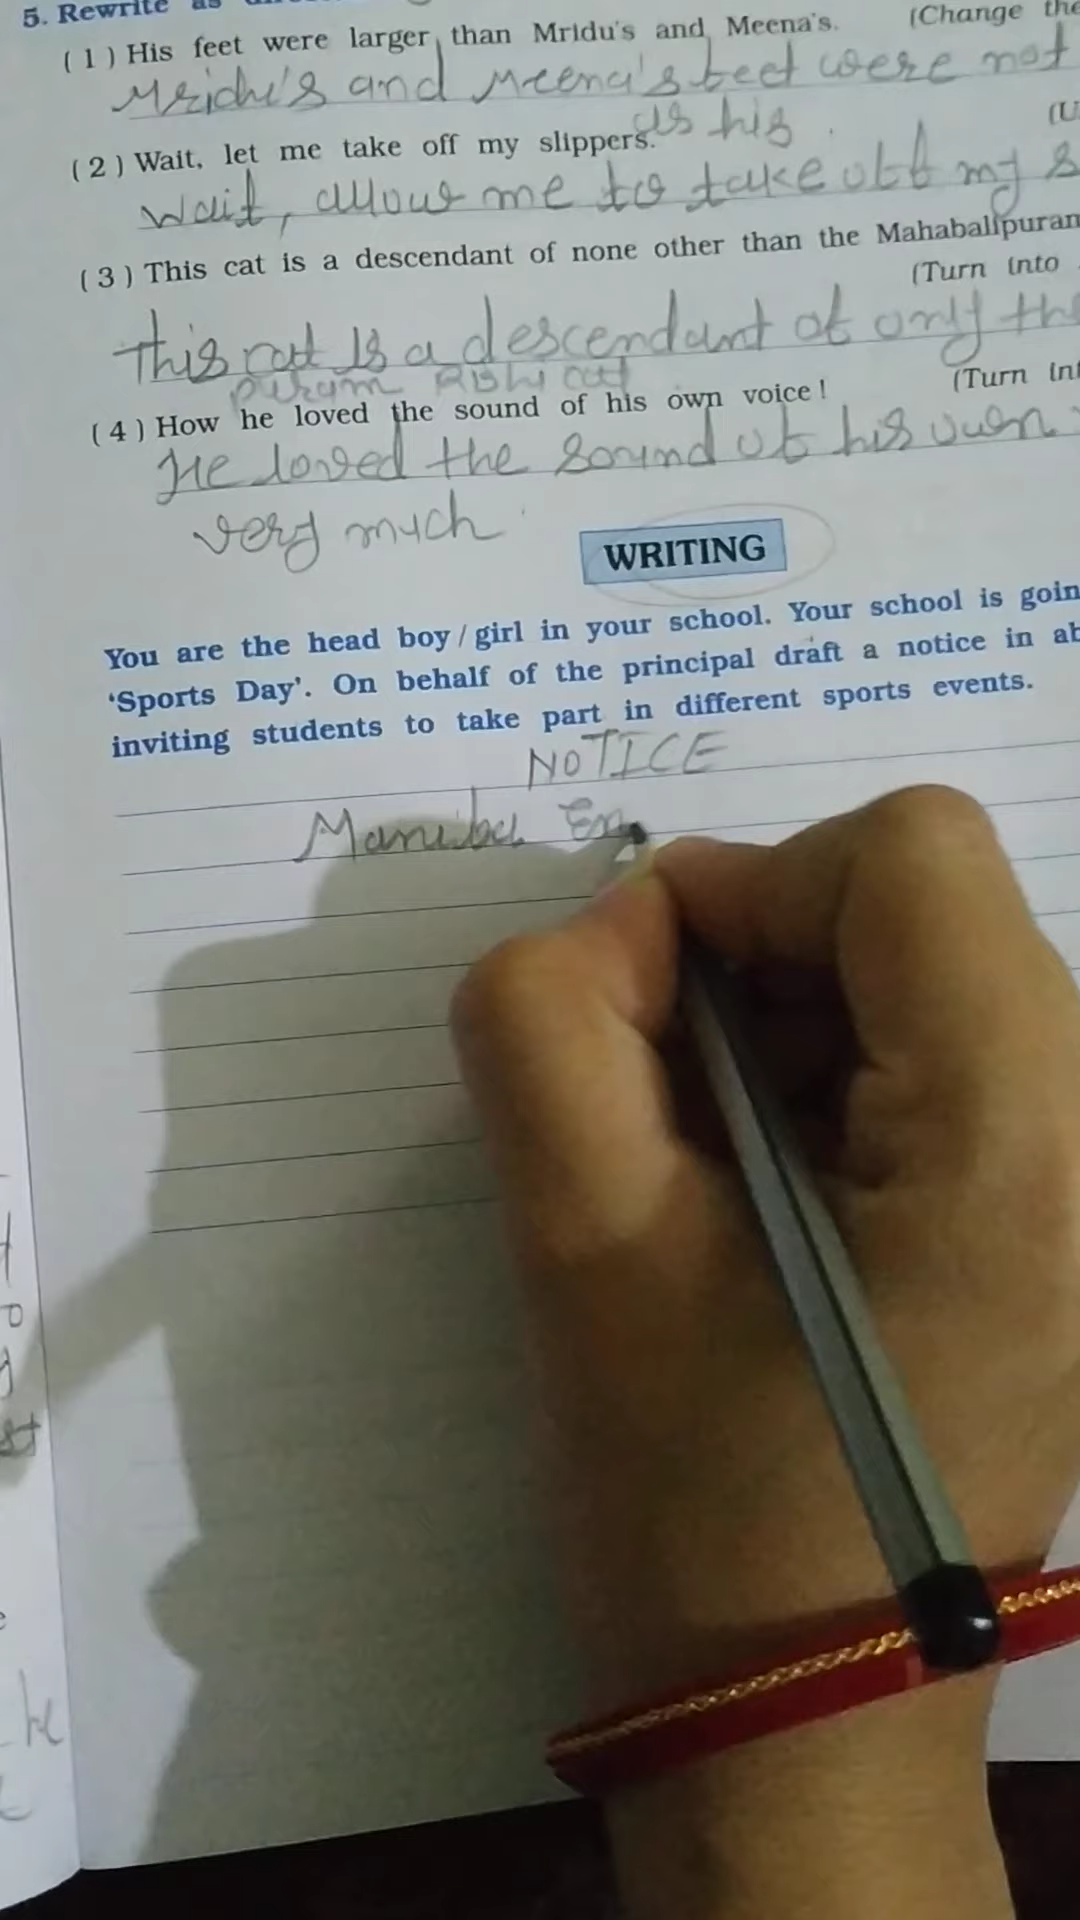 5. Rewrite as
(1) His feet were larger than Mridu's and Meena's. (Change the
Mridu's and Meena's feet were not
as his.
(2) Wait, let me take off my slippers. (U
Wait, allow me to take off my s
(3) This cat is a descendant of none other than the Mahabalipuram
(Turn into
This cat is a descendant of only the
puram Rishi cat
(4) How he loved the sound of his own voice! (Turn int
He loved the sound of his own
very much.
WRITING
You are the head boy/girl in your school. Your school is goin
'Sports Day'. On behalf of the principal draft a notice in ab
inviting students to take part in different sports events.
NOTICE
Maniba Eng